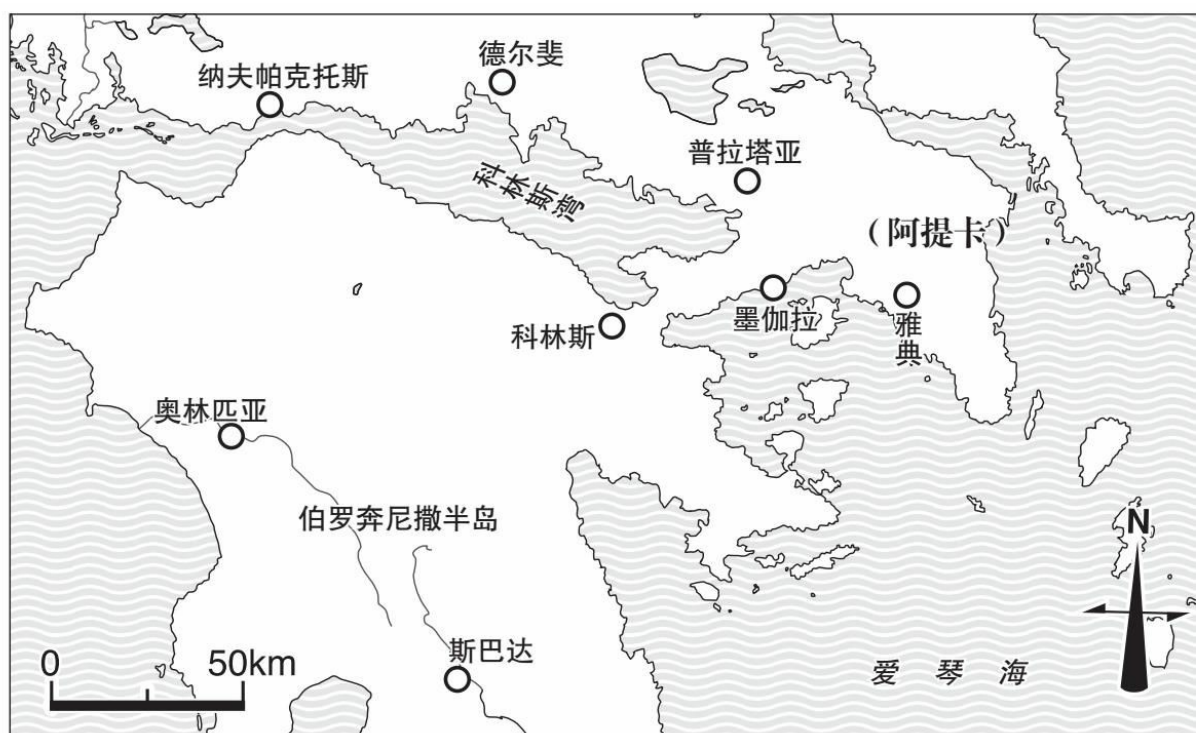 德尔斐
纳夫帕克托斯
普拉塔亚
科林斯湾
（阿提卡）
墨伽拉
雅典
科林斯
奥林匹亚
伯罗奔尼撒半岛
N
斯巴达
0 50km
爱琴海